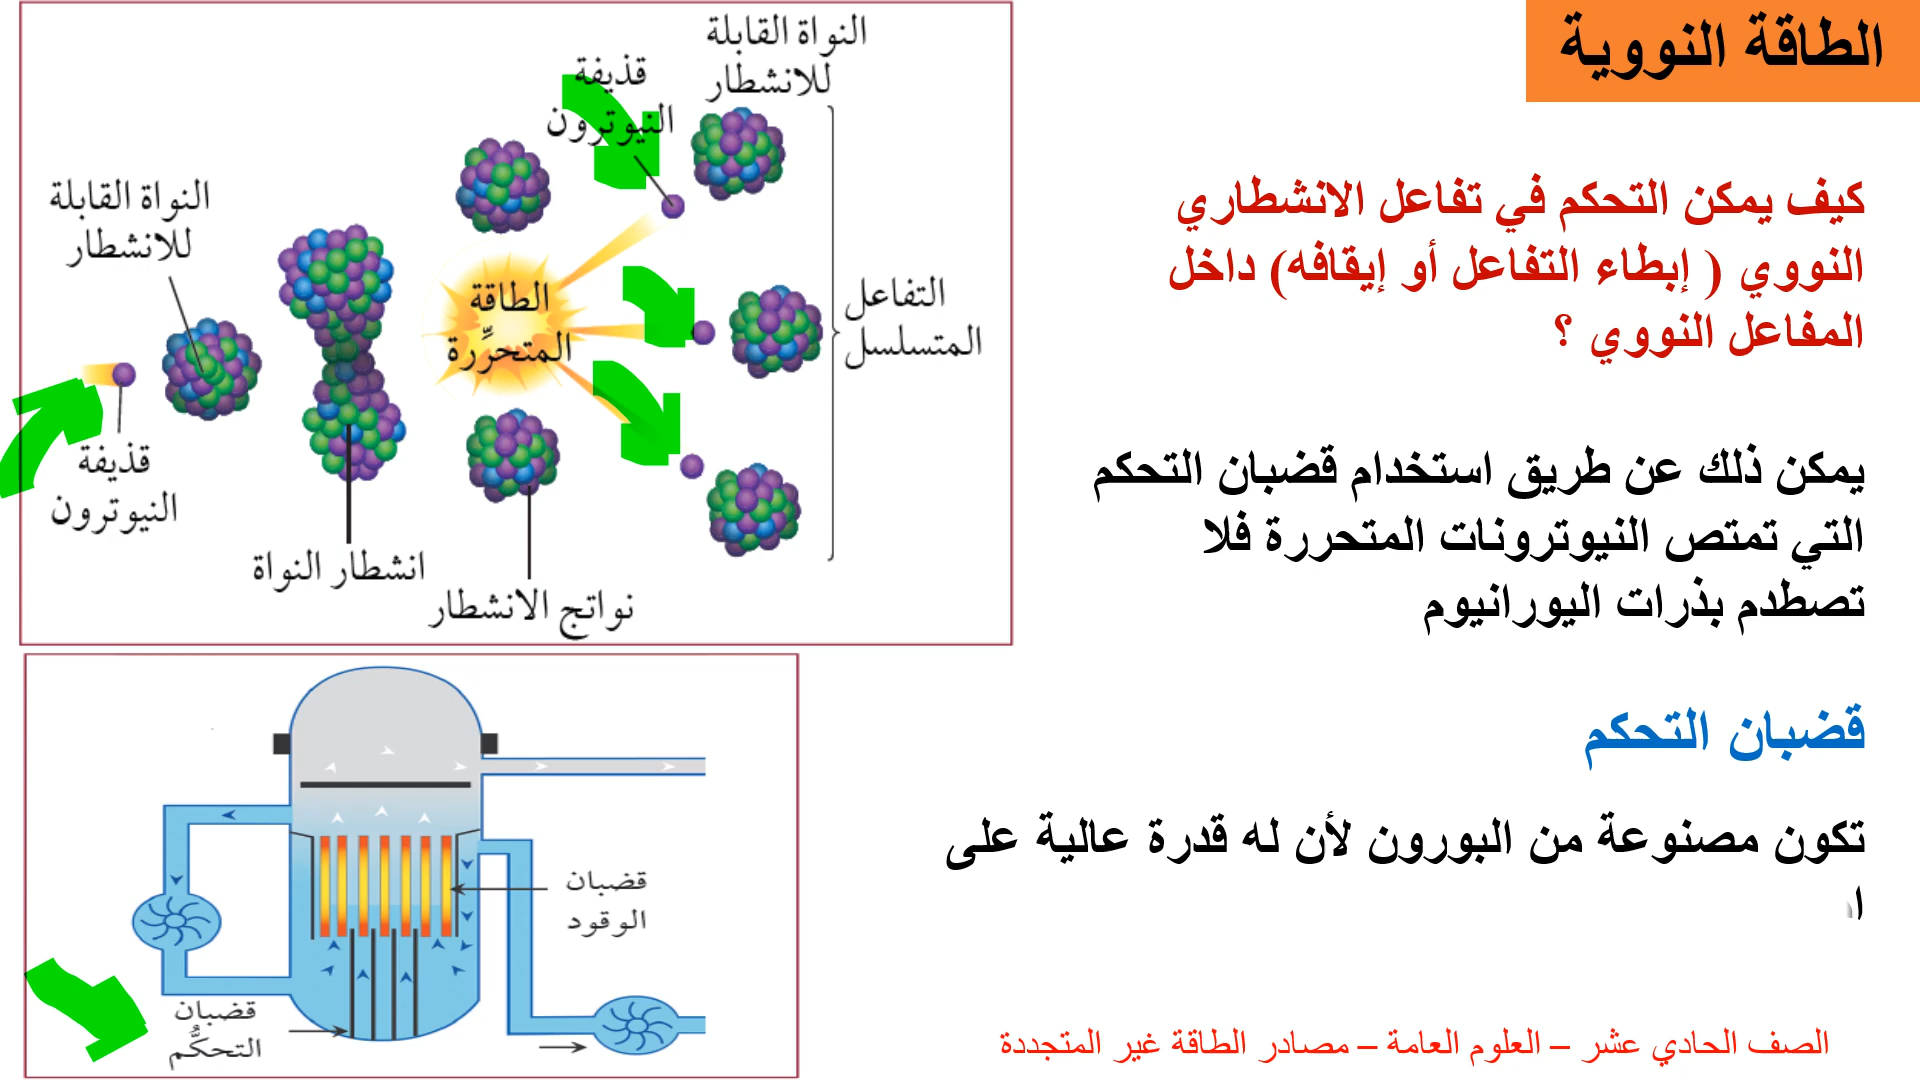 الطاقة النووية
كيف يمكن التحكم في تفاعل الانشطاري
النووي ( إبطاء التفاعل أو إيقافه) داخل
المفاعل النووي ؟
يمكن ذلك عن طريق استخدام قضبان التحكم
التي تمتص النيوترونات المتحررة فلا
تصطدم بذرات اليورانيوم
قضبان التحكم
تكون مصنوعة من البورون لأن له قدرة عالية على
النواة القابلة
للانشطار
قذيفة
النيوترون
النواة القابلة
للانشطار
الطاقة
المتحرِّرة
التفاعل
المتسلسل
قذيفة
النيوترون
انشطار النواة
نواتج الانشطار
قضبان
الوقود
قضبان
التحكُّم
الصف الحادي عشر – العلوم العامة – مصادر الطاقة غير المتجددة